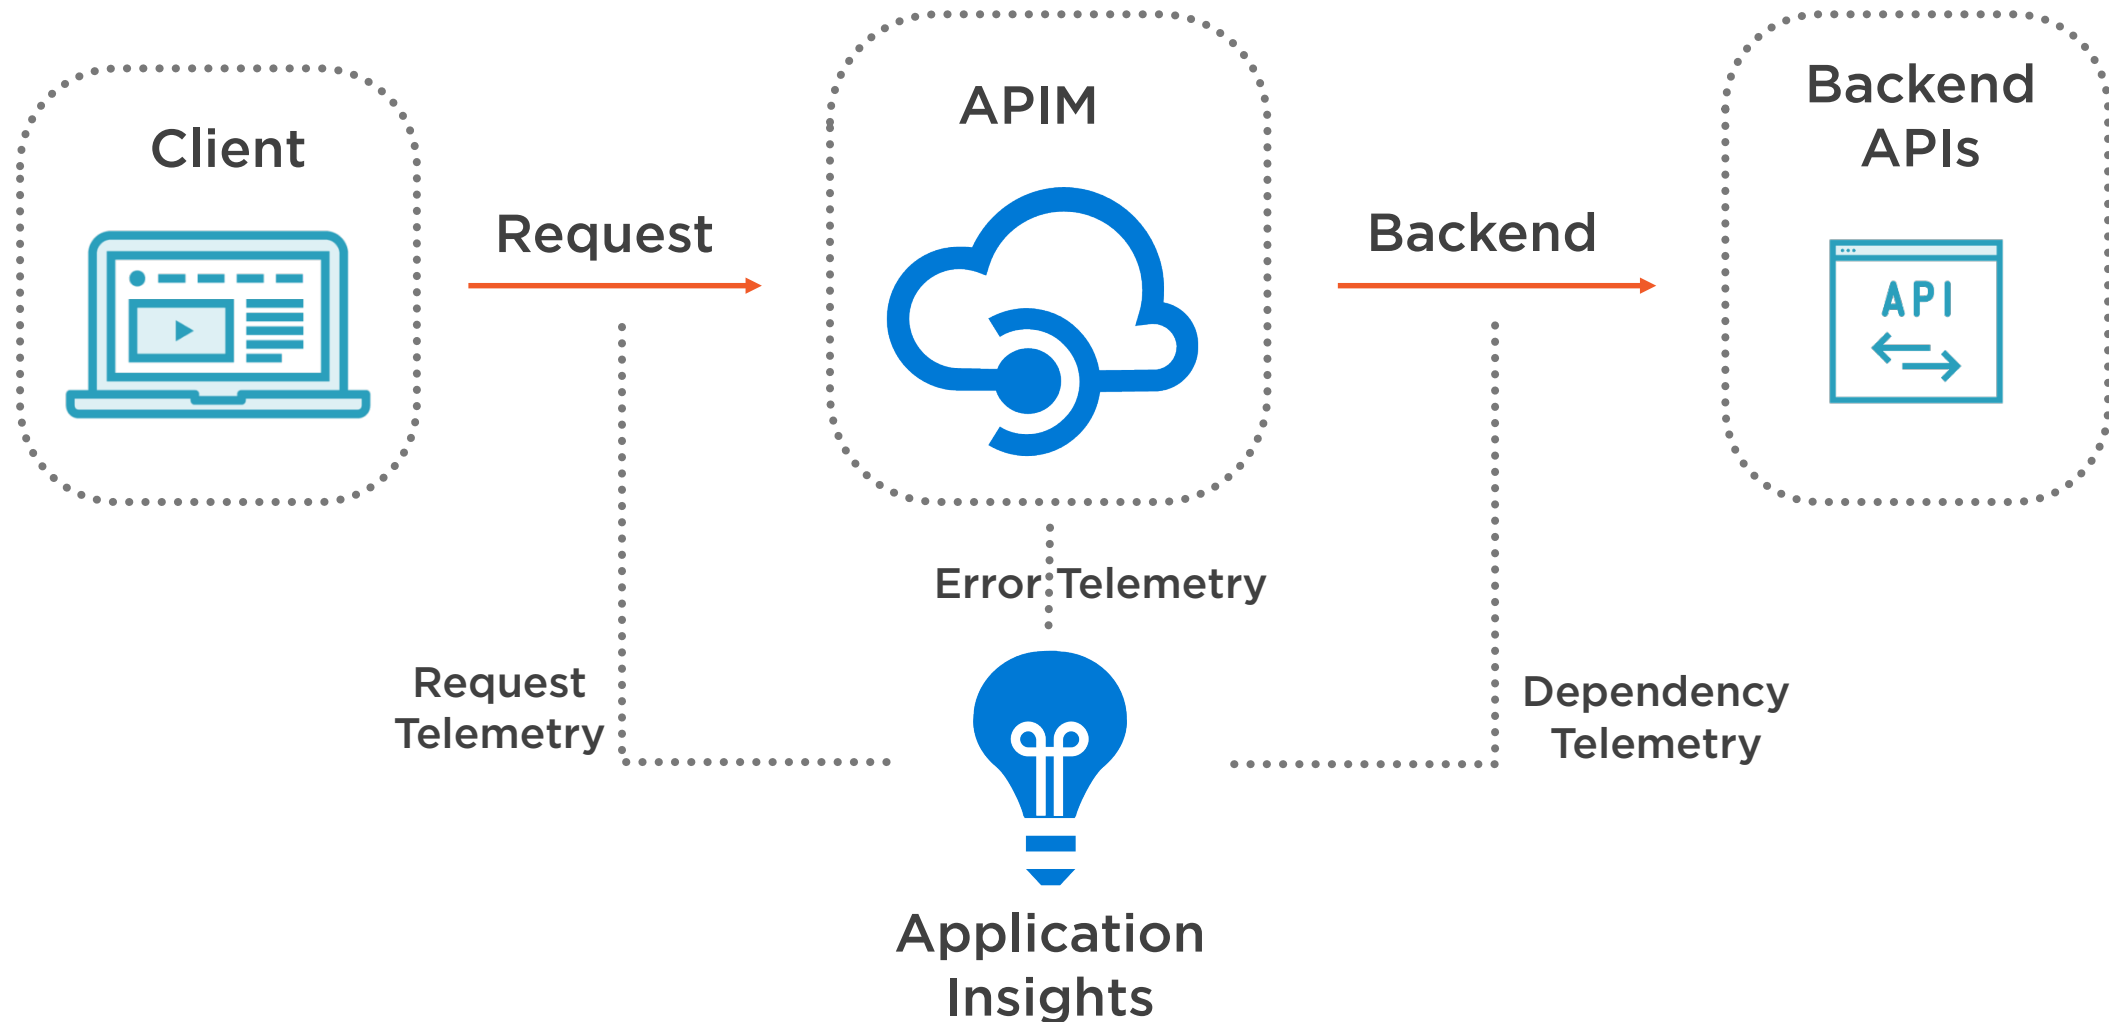 Client
Request
APIM
Backend
Backend
APIs
API
Error Telemetry
Request
Telemetry
Dependency
Telemetry
Application
Insights